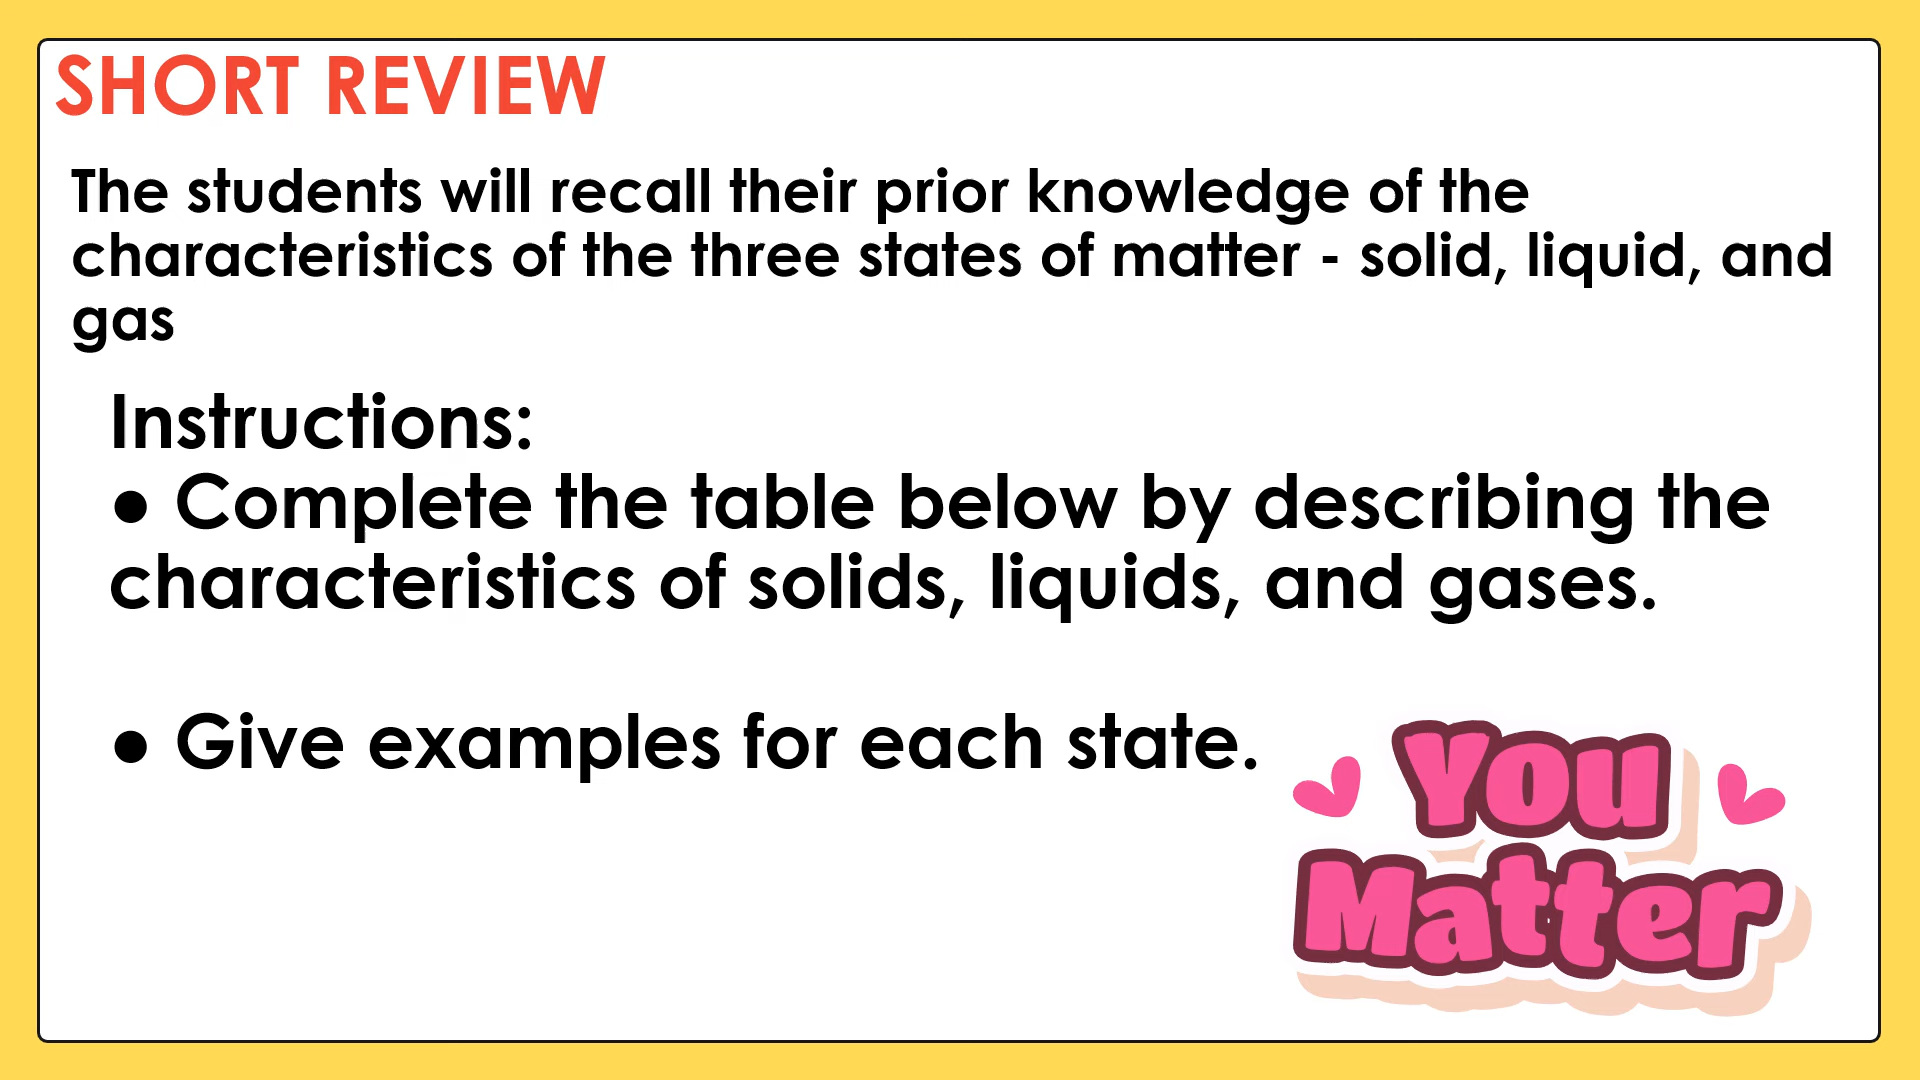 SHORT REVIEW
The students will recall their prior knowledge of the
characteristics of the three states of matter - solid, liquid, and
gas
Instructions:
● Complete the table below by describing the
characteristics of solids, liquids, and gases.
● Give examples for each state.
You
Matter